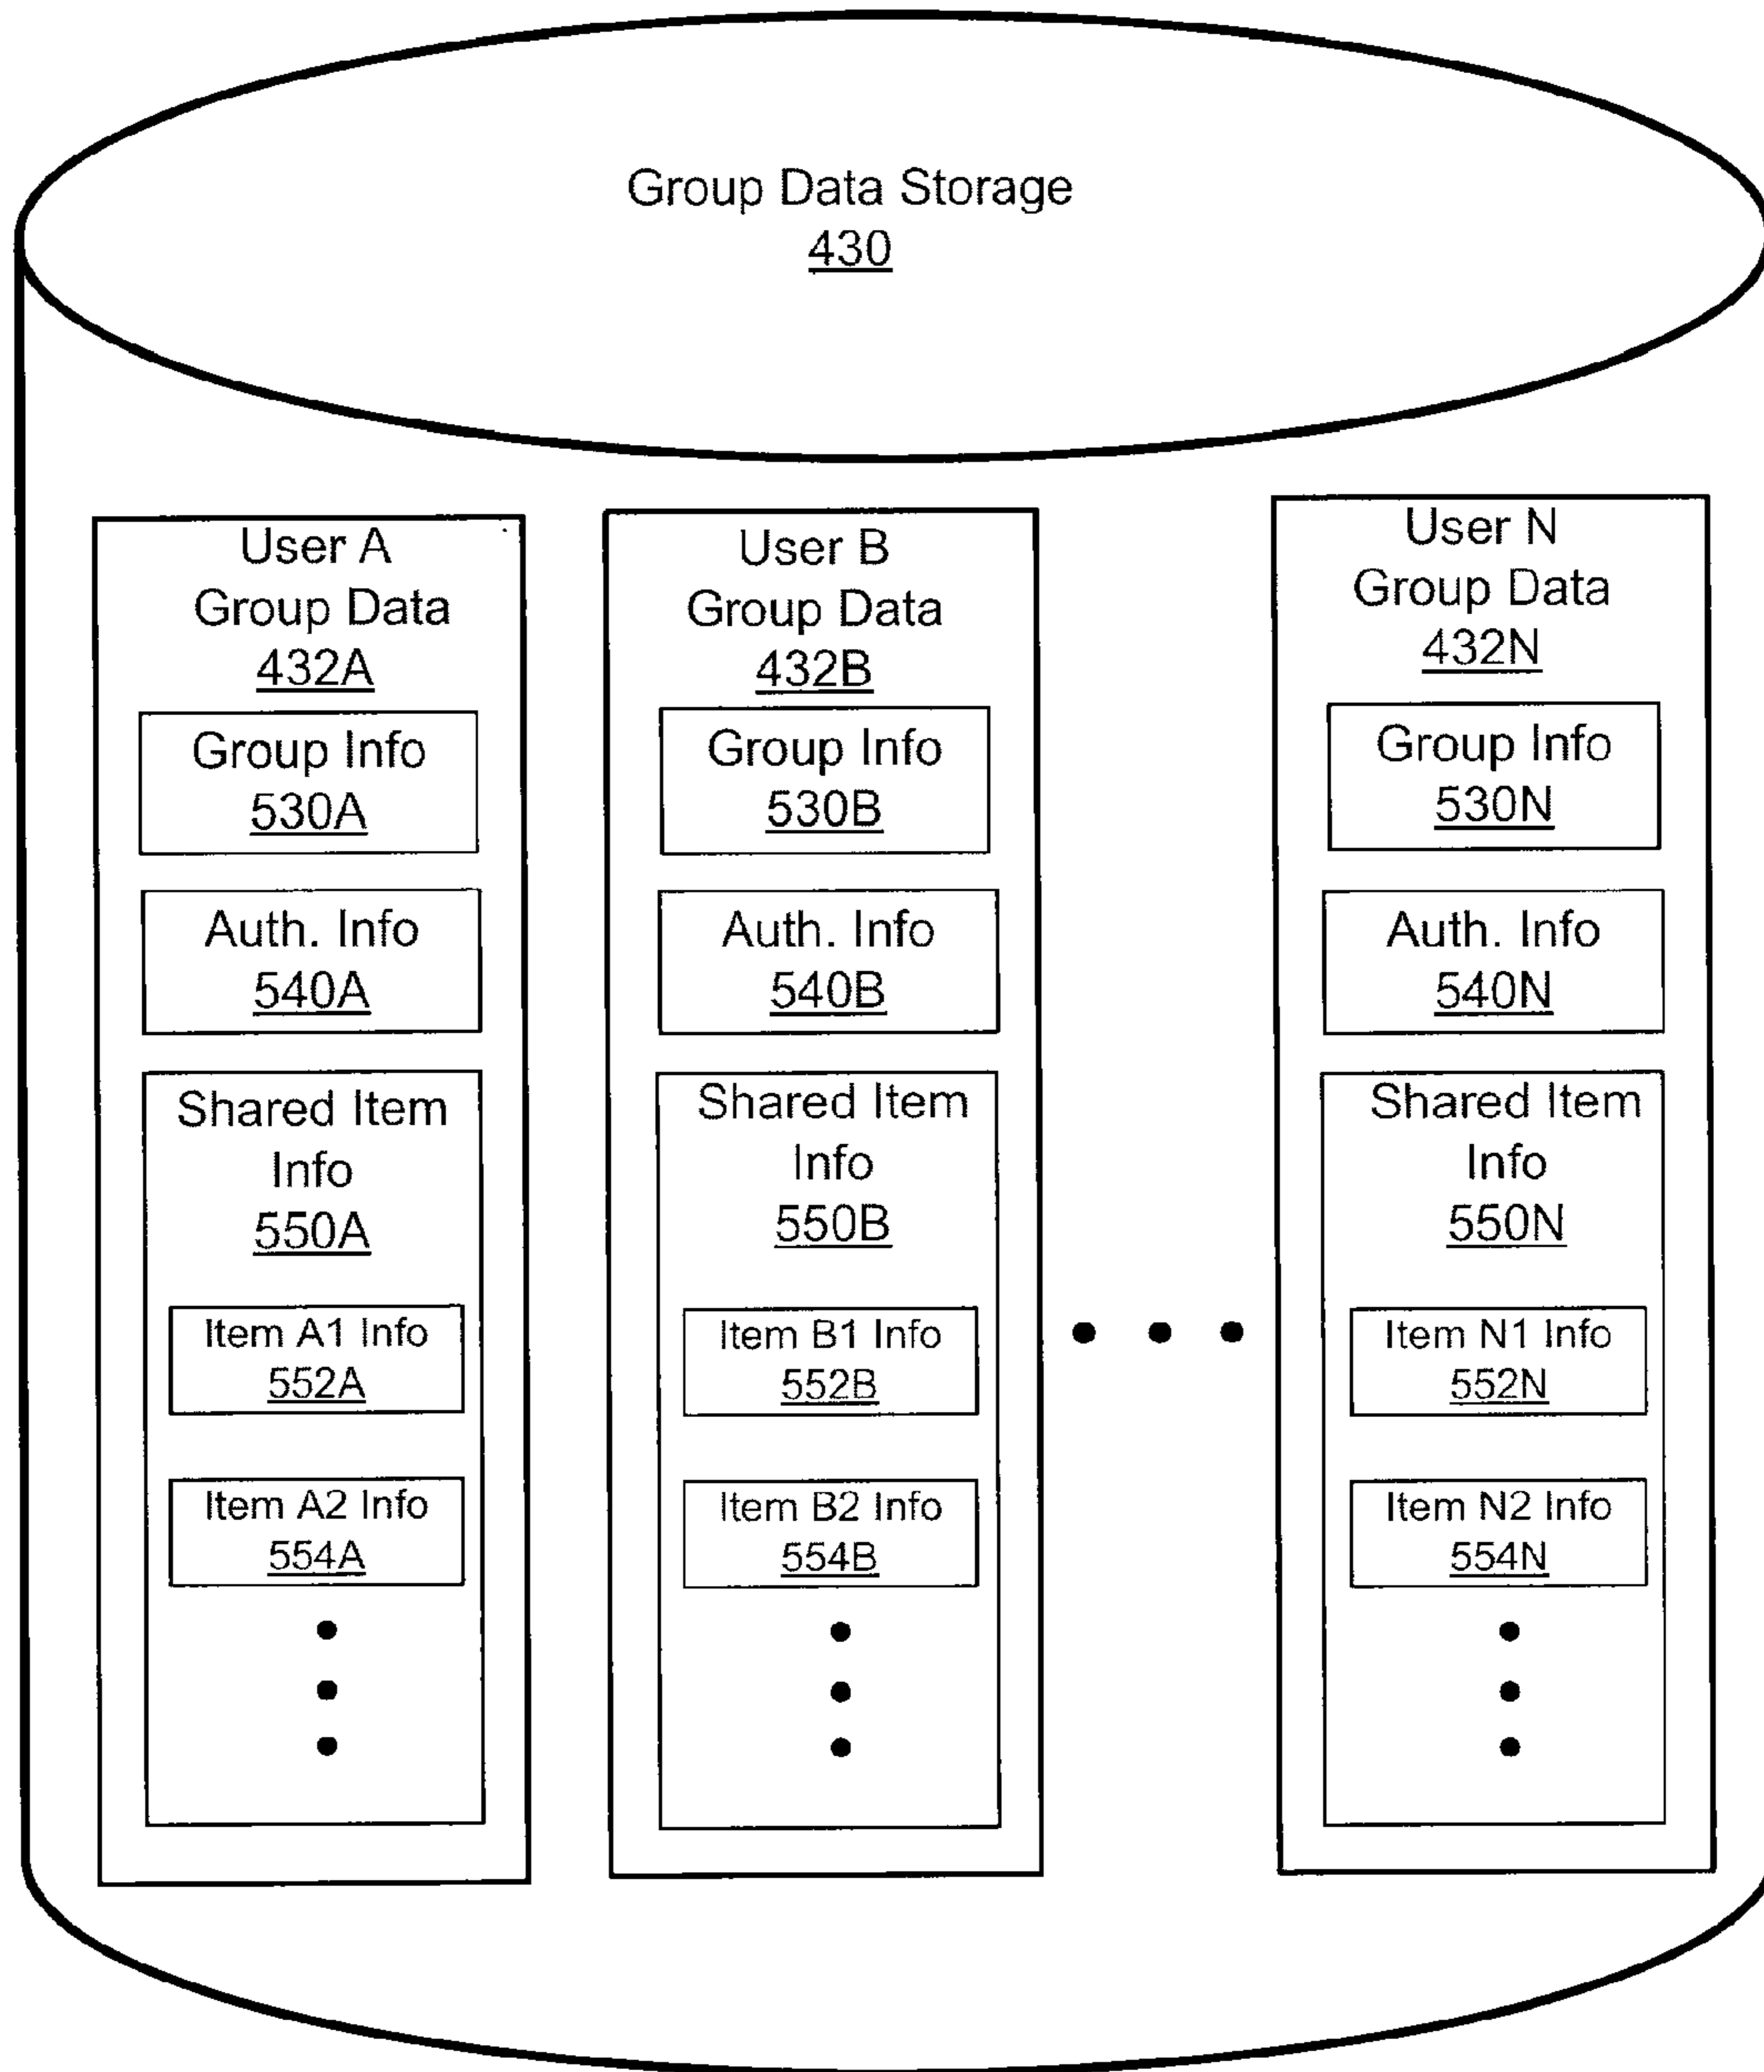 Group Data Storage
430
User A
Group Data
432A
Group Info
530A
Auth. Info
540A
Shared Item
Info
550A
Item A1 Info
552A
Item A2 Info
554A
User B
Group Data
432B
Group Info
530B
Auth. Info
540B
Shared Item
Info
550B
Item B1 Info
552B
Item B2 Info
554B
User N
Group Data
432N
Group Info
530N
Auth. Info
540N
Shared Item
Info
550N
Item N1 Info
552N
Item N2 Info
554N